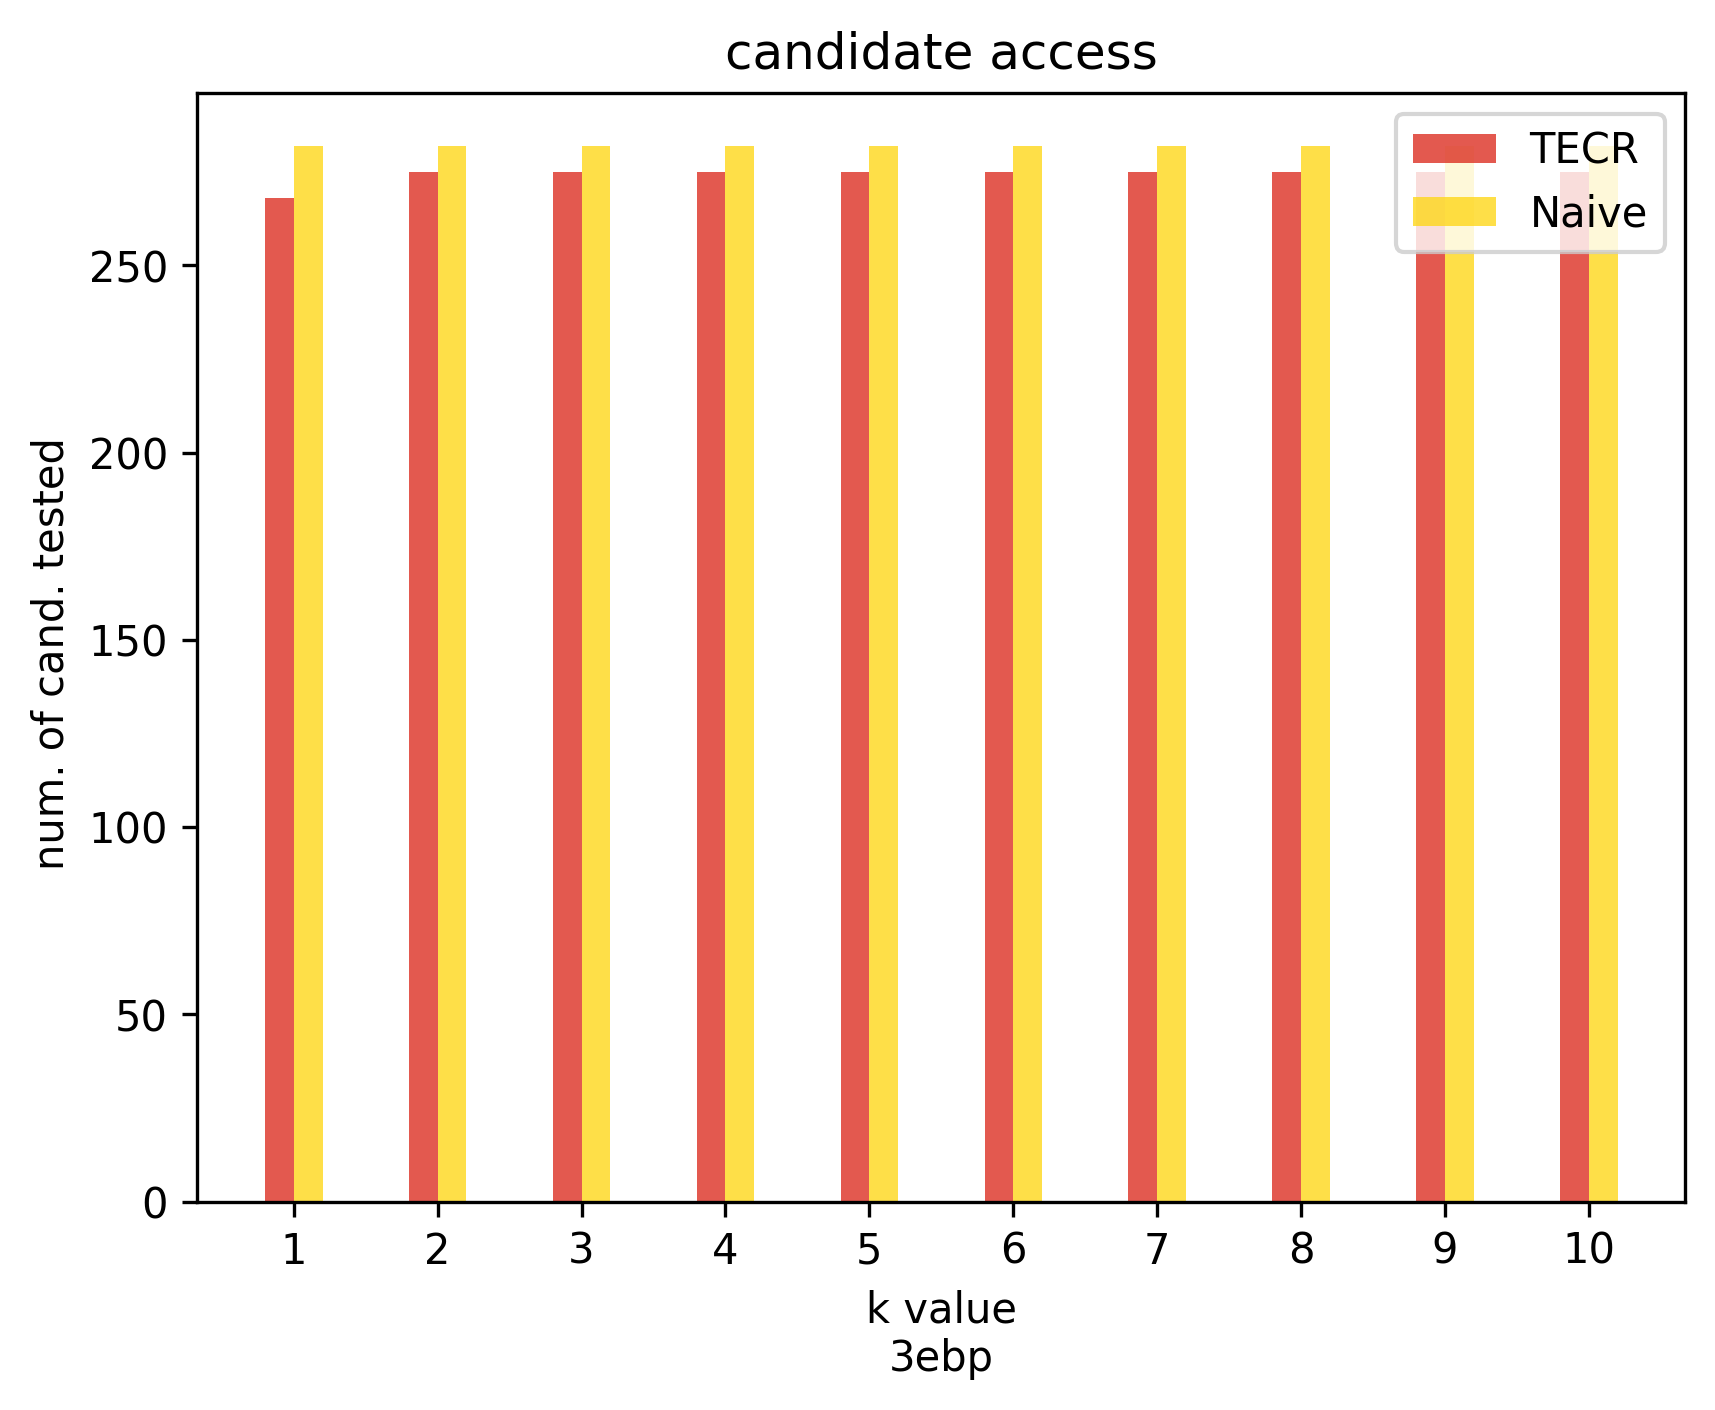 candidate access
TECR
Naive
num. of cand. tested
250
200
150
100
50
0
1 2 3 4 5 6 7 8 9 10
k value
3ebp